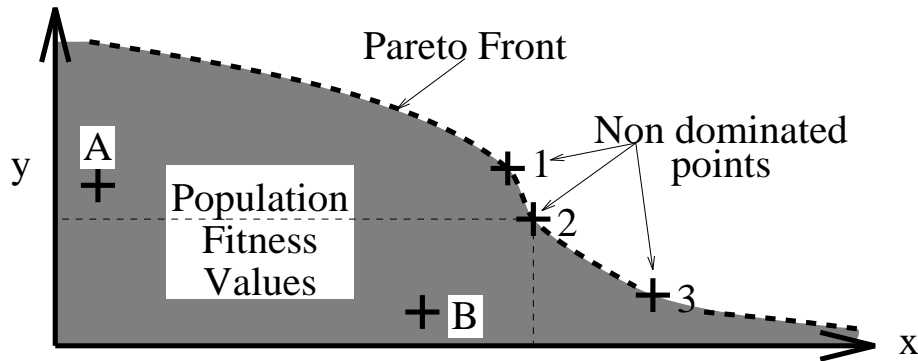 Pareto Front
Non dominated
points
A
y
1
Population
Fitness
Values
2
B
3
x